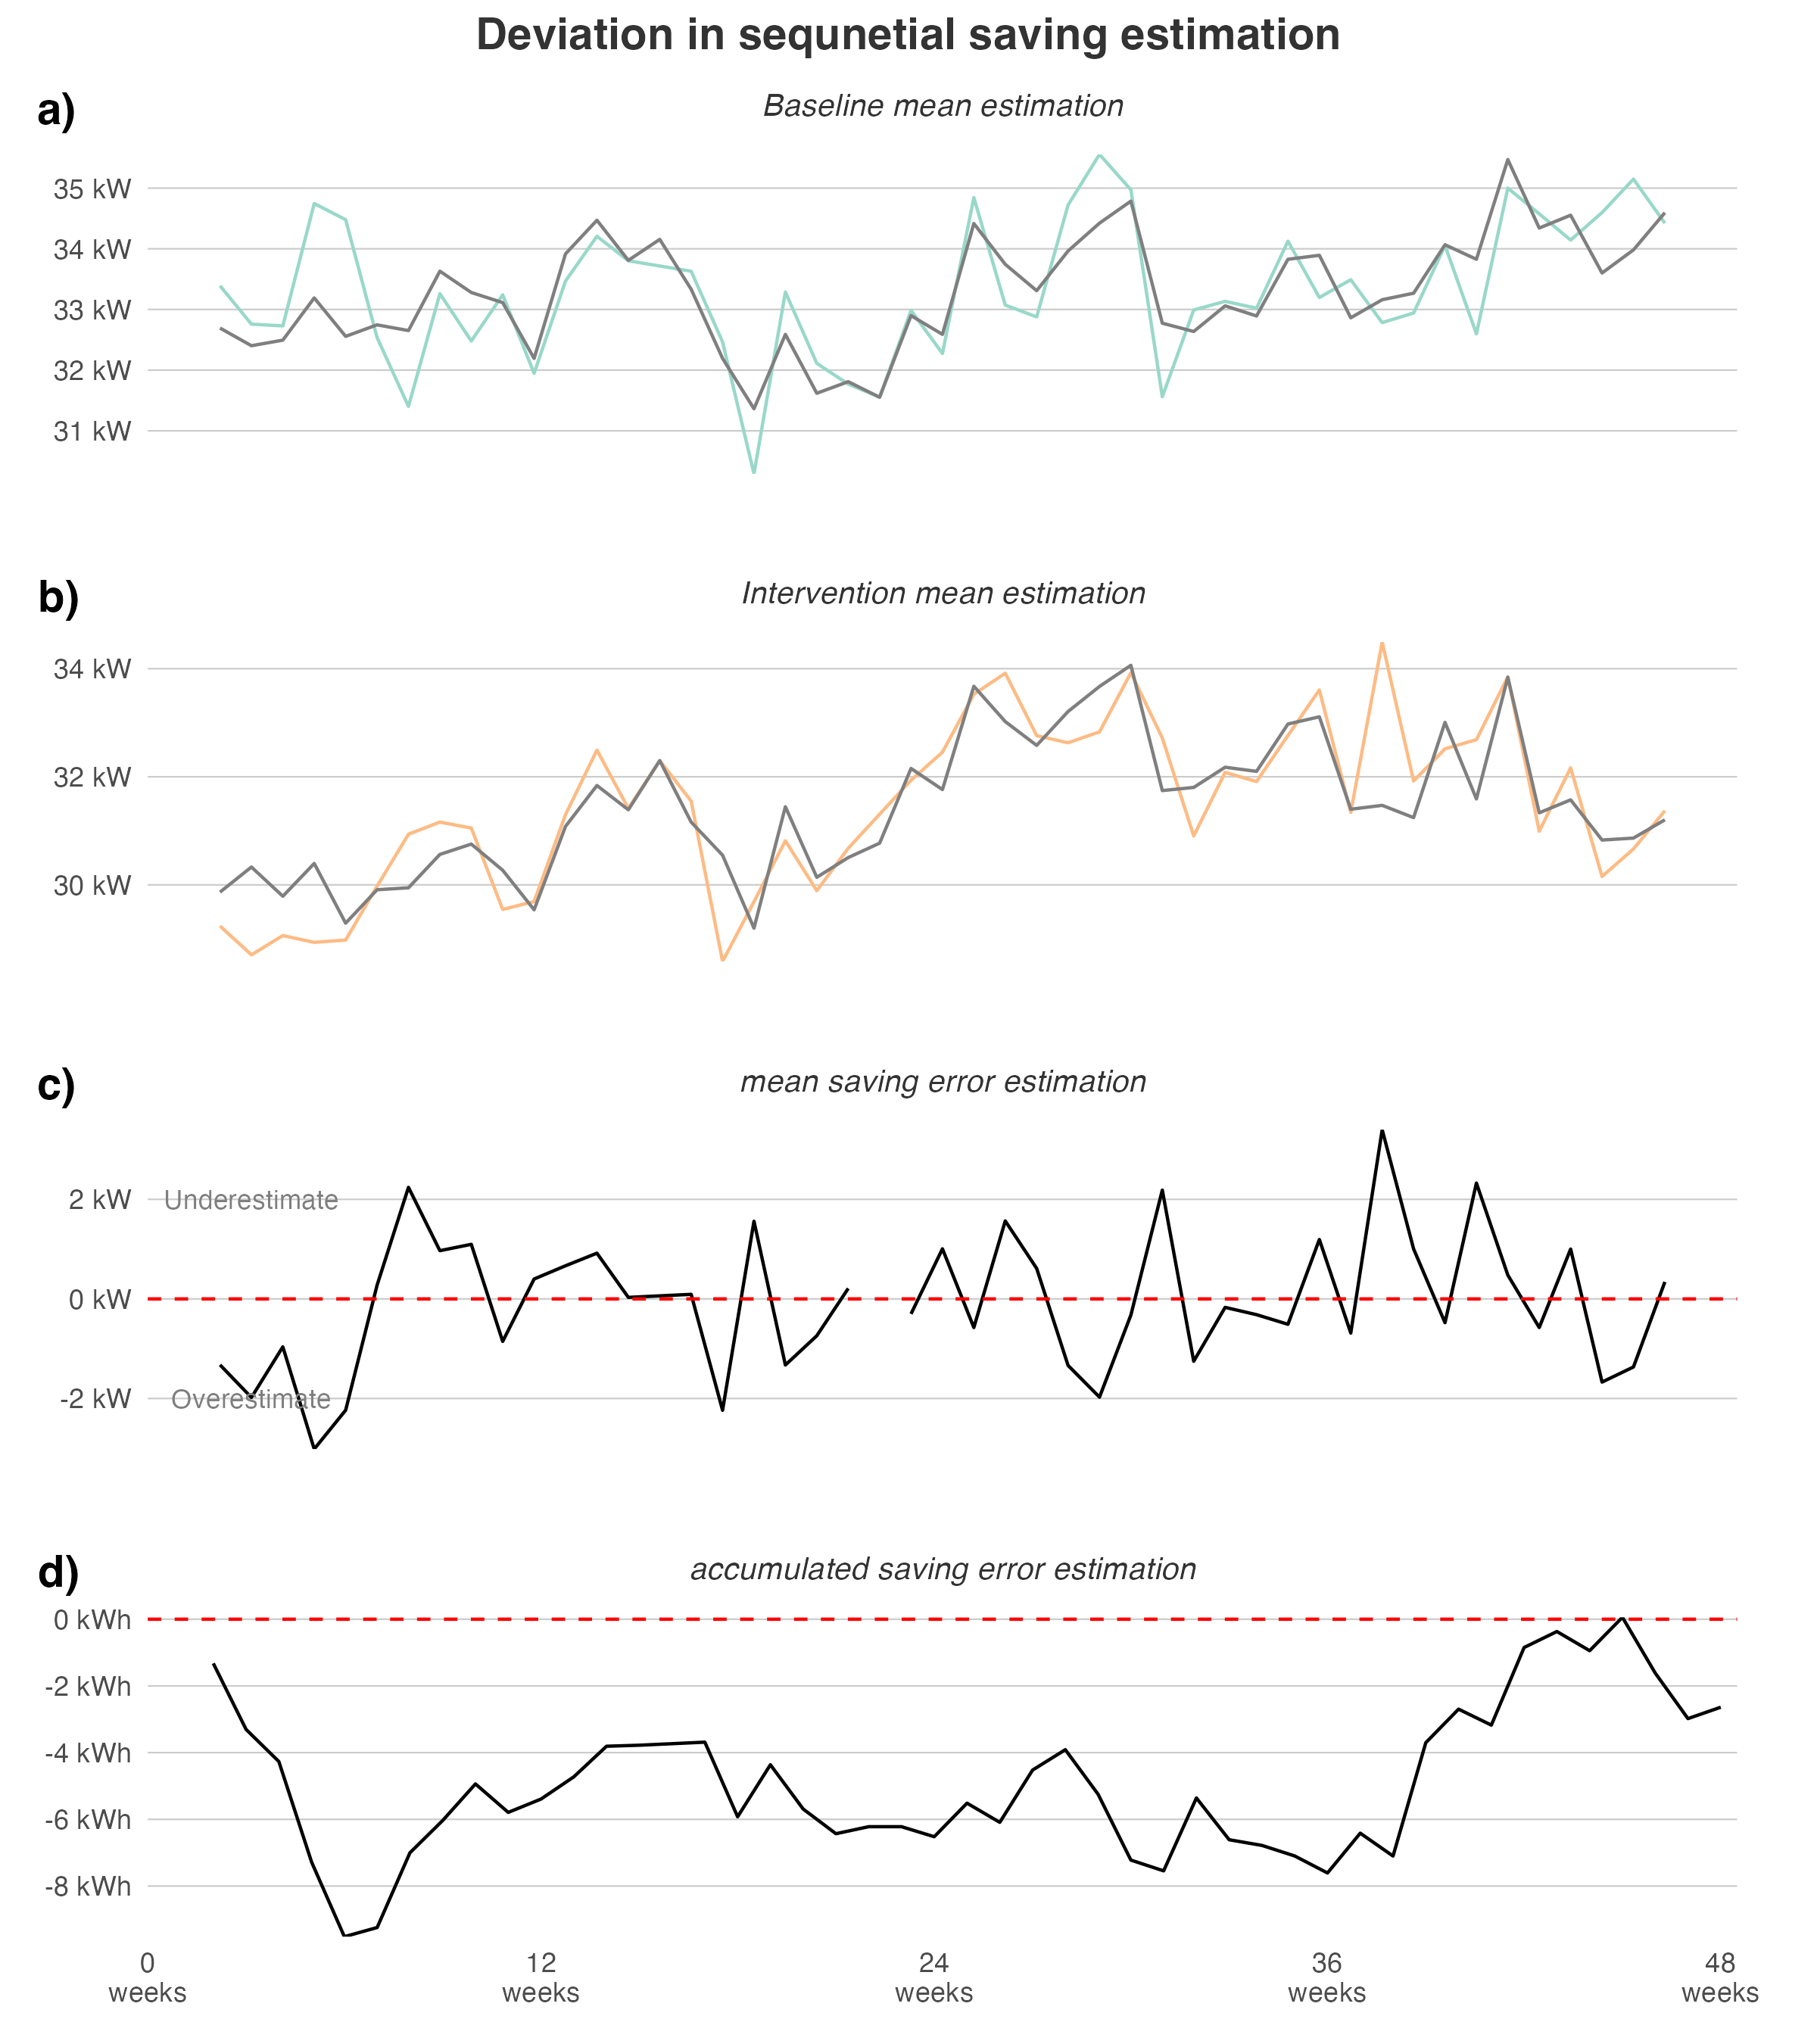 Deviation in sequnetial saving estimation
a)
Baseline mean estimation
35 kW
34 kW
33 kW
32 kW
31 kW
b)
Intervention mean estimation
34 kW
32 kW
30 kW
c)
mean saving error estimation
2 kW
Underestimate
0 kW
-2 kW
Overestimate
d)
accumulated saving error estimation
0 kWh
-2 kWh
-4 kWh
-6 kWh
-8 kWh
0
weeks
12
weeks
24
weeks
36
weeks
48
weeks